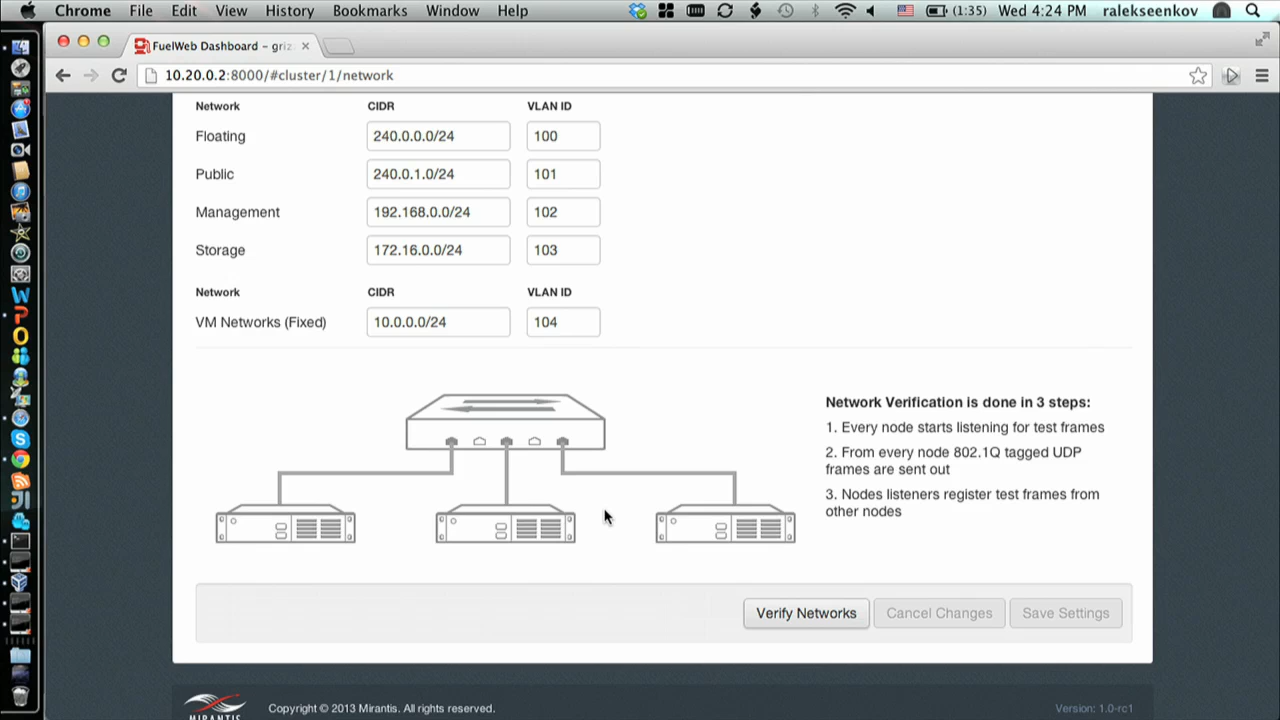 Chrome File Edit View History Bookmarks Window Help (1:35) Wed 4:24 PM ralekseenkov
FuelWeb Dashboard – griz
10.20.0.2:8000/#cluster/1/network
Network CIDR VLAN ID
Floating 240.0.0.0/24 100
Public 240.0.1.0/24 101
Management 192.168.0.0/24 102
Storage 172.16.0.0/24 103
Network CIDR VLAN ID
VM Networks (Fixed) 10.0.0.0/24 104
Network Verification is done in 3 steps:
1. Every node starts listening for test frames
2. From every node 802.1Q tagged UDP
frames are sent out
3. Nodes listeners register test frames from
other nodes
Verify Networks Cancel Changes Save Settings
MIRANTIS Copyright © 2013 Mirantis. All rights reserved. Version: 1.0-rc1